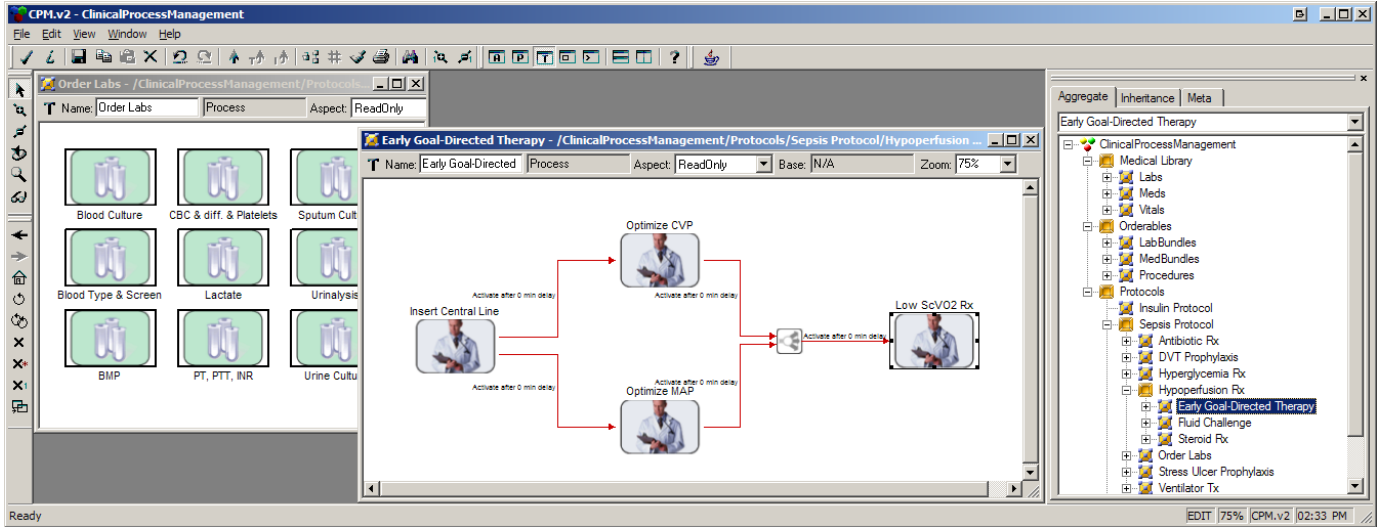 CPM.v2 - ClinicalProcessManagement
File Edit View Window Help
Order Labs - /ClinicalProcessManagement/Protocols...
Name: Order Labs Process Aspect: ReadOnly
Blood Culture CBC & diff. & Platelets Sputum Cult
Blood Type & Screen Lactate Urinalysis
BMP PT, PTT, INR Urine Cultu
Early Goal-Directed Therapy - /ClinicalProcessManagement/Protocols/Sepsis Protocol/Hypoperfusion ...
Name: Early Goal-Directed Process Aspect: ReadOnly Base: N/A Zoom: 75%
Optimize CVP
Activate after 0 min delay Activate after 0 min delay
Insert Central Line Low ScVO2 Rx
Activate after 0 min delay
Activate after 0 min delay Activate after 0 min delay
Optimize MAP
Aggregate Inheritance Meta
Early Goal-Directed Therapy
ClinicalProcessManagement
Medical Library
Labs
Meds
Vitals
Orderables
LabBundles
MedBundles
Procedures
Protocols
Insulin Protocol
Sepsis Protocol
Antibiotic Rx
DVT Prophylaxis
Hyperglycemia Rx
Hypoperfusion Rx
Early Goal-Directed Therapy
Fluid Challenge
Steroid Rx
Order Labs
Stress Ulcer Prophylaxis
Ventilator Tx
Ready EDIT 75% CPM.v2 02:33 PM